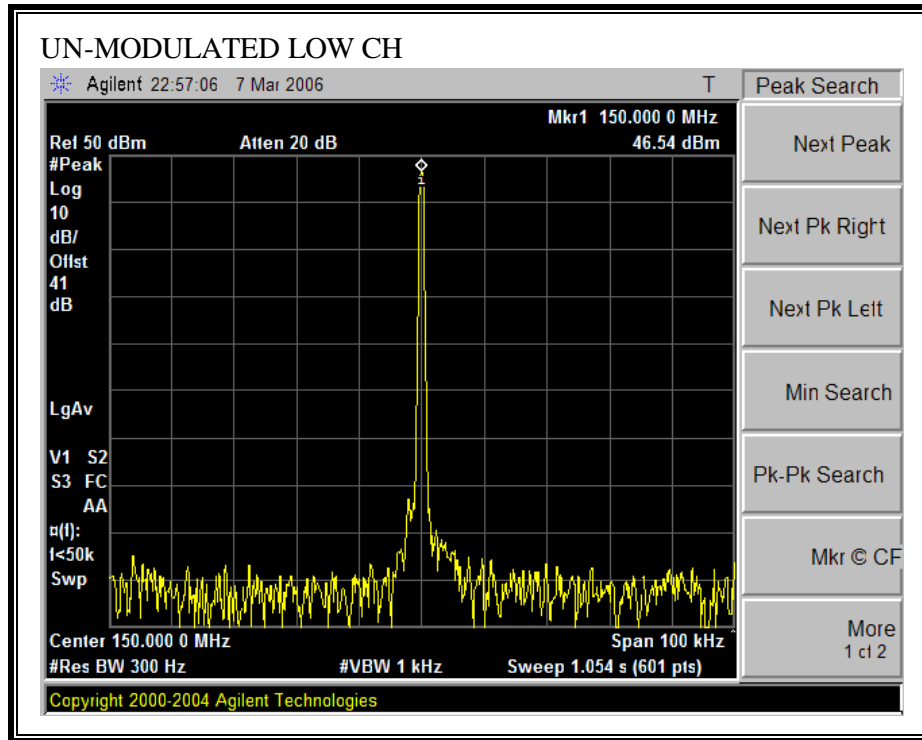 UN-MODULATED LOW CH
Agilent 22:57:06 7 Mar 2006 T
Peak Search
Mkr1 150.000 0 MHz
Ref 50 dBm Atten 20 dB 46.54 dBm
#Peak
Log
10
dB/
Offst
41
dB
LgAv
V1 S2
S3 FC
AA
¤(f):
f<50k
Swp
1
Center 150.000 0 MHz Span 100 kHz ^
#Res BW 300 Hz #VBW 1 kHz Sweep 1.054 s (601 pts)
Copyright 2000-2004 Agilent Technologies
Next Peak
Next Pk Right
Next Pk Left
Min Search
Pk-Pk Search
Mkr © CF
More
1 of 2